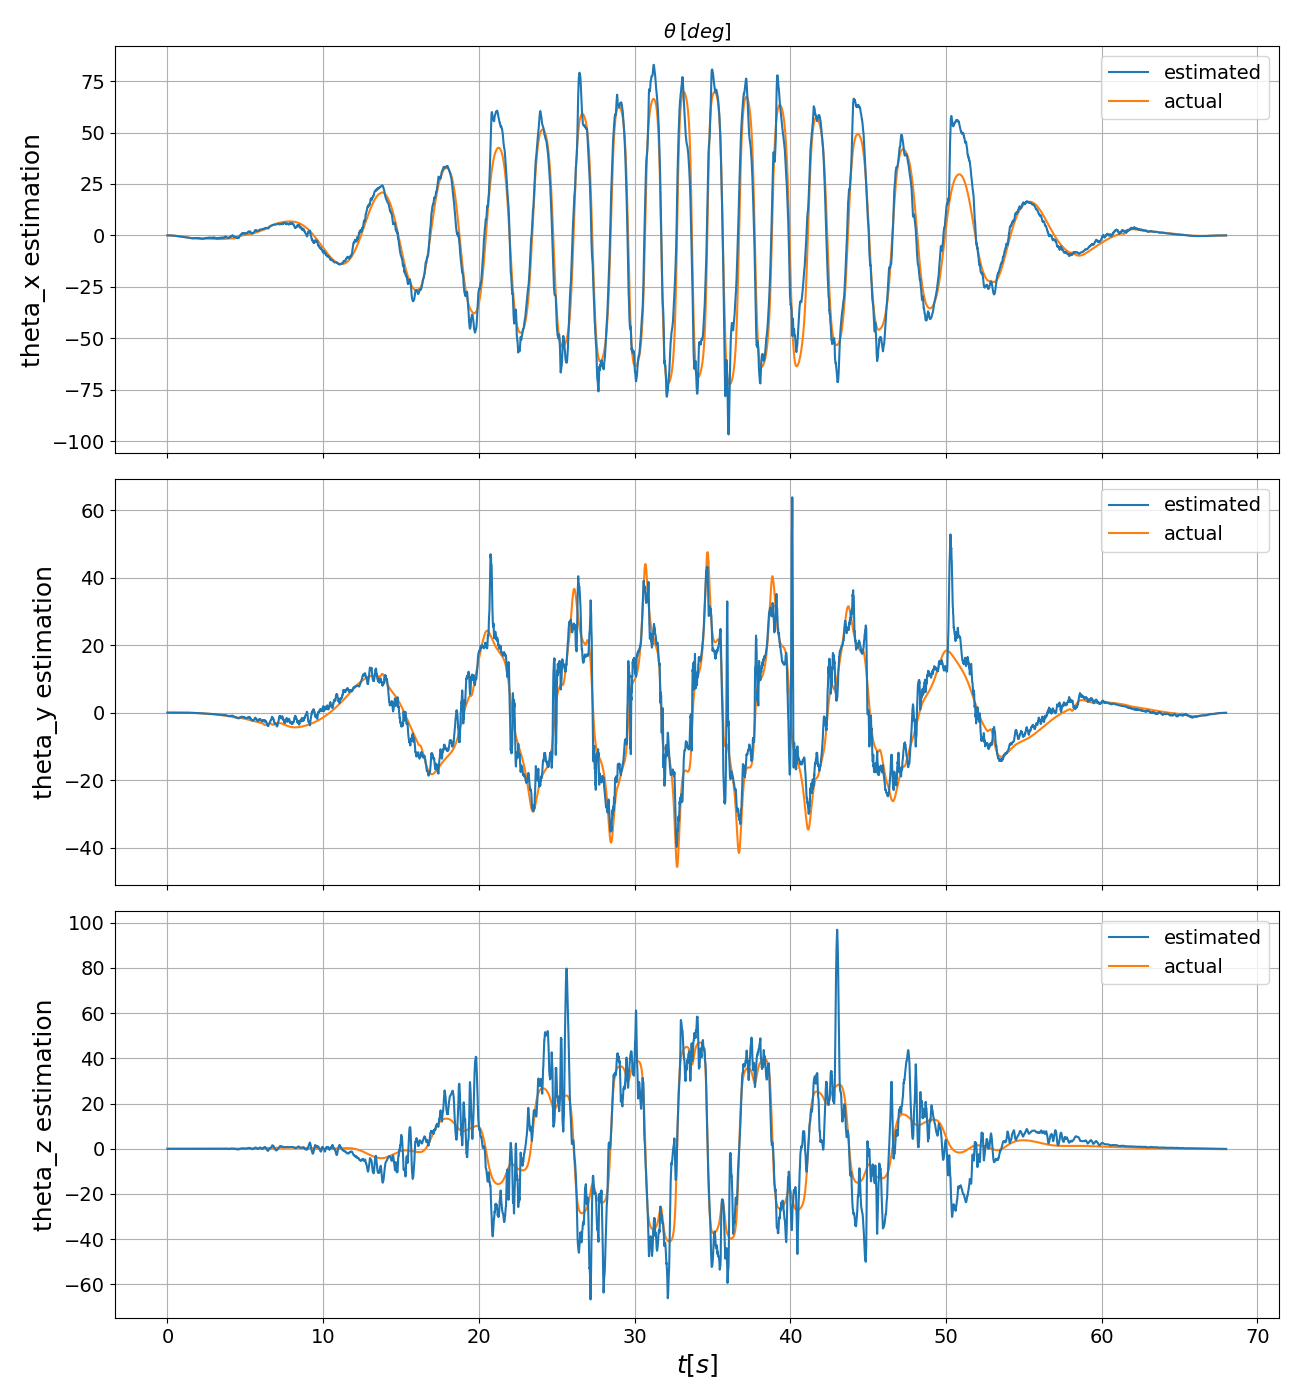 θ [deg]
theta_x estimation
75
50
25
0
−25
−50
−75
−100
estimated
actual
theta_y estimation
60
40
20
0
−20
−40
estimated
actual
theta_z estimation
100
80
60
40
20
0
−20
−40
−60
estimated
actual
0 10 20 30 40 50 60 70
t[s]